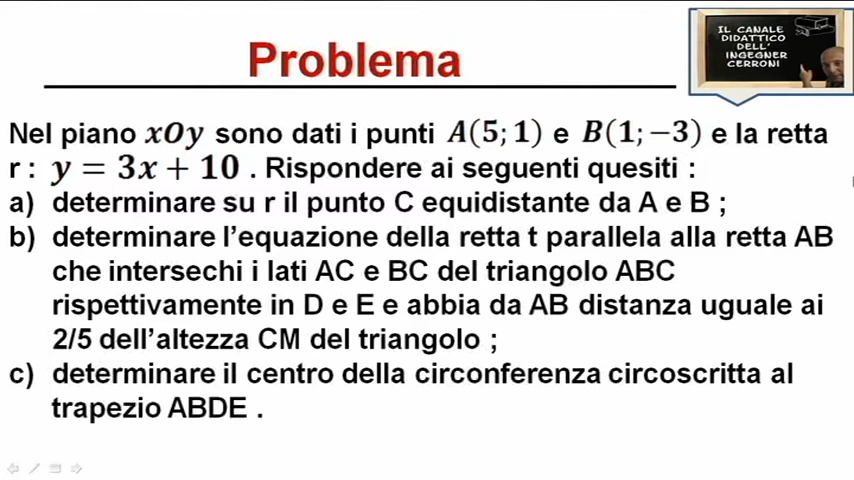 IL CANALE
DIDATTICO
DELL'
INGEGNER
CERRONI
Problema
Nel piano xOy sono dati i punti A(5; 1) e B(1; −3) e la retta
r : y = 3x + 10 . Rispondere ai seguenti quesiti :
a) determinare su r il punto C equidistante da A e B ;
b) determinare l'equazione della retta t parallela alla retta AB
che intersechi i lati AC e BC del triangolo ABC
rispettivamente in D e E e abbia da AB distanza uguale ai
2/5 dell'altezza CM del triangolo ;
c) determinare il centro della circonferenza circoscritta al
trapezio ABDE .